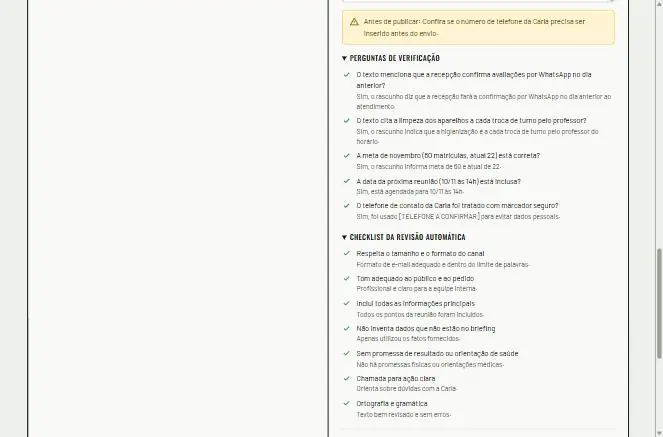 Antes de publicar: Confira se o número de telefone da Carla precisa ser
inserido antes do envio.
PERGUNTAS DE VERIFICAÇÃO
O texto menciona que a recepção confirma avaliações por WhatsApp no dia
anterior?
Sim, o rascunho diz que a recepção fará a confirmação por WhatsApp no dia anterior ao
atendimento.
O texto cita a limpeza dos aparelhos a cada troca de turno pelo professor?
Sim, o rascunho indica que a higienização é a cada troca de turno pelo professor do
horário.
A meta de novembro (60 matrículas, atual 22) está correta?
Sim, o rascunho informa meta de 60 e atual de 22.
A data da próxima reunião (10/11 às 14h) está inclusa?
Sim, está agendada para 10/11 às 14h.
O telefone de contato da Carla foi tratado com marcador seguro?
Sim, foi usado [TELEFONE A CONFIRMAR] para evitar dados pessoais.
CHECKLIST DA REVISÃO AUTOMÁTICA
Respeita o tamanho e o formato do canal
Formato de e-mail adequado e dentro do limite de palavras.
Tom adequado ao público e ao pedido
Profissional e claro para a equipe interna.
Inclui todas as informações principais
Todos os pontos da reunião foram incluídos.
Não inventa dados que não estão no briefing
Apenas utilizou os fatos fornecidos.
Sem promessa de resultado ou orientação de saúde
Não há promessas físicas ou orientações médicas.
Chamada para ação clara
Orienta sobre dúvidas com a Carla.
Ortografia e gramática
Texto bem revisado e sem erros.